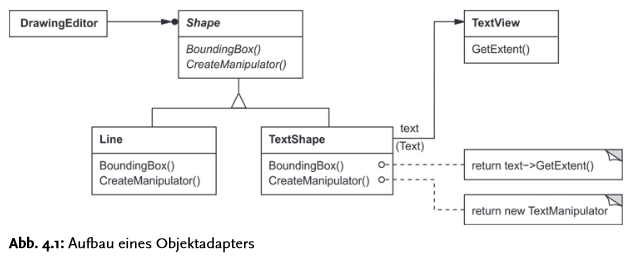 DrawingEditor
Shape
BoundingBox()
CreateManipulator()
TextView
GetExtent()
Line
BoundingBox()
CreateManipulator()
TextShape
BoundingBox()
CreateManipulator()
text
(Text)
return text->GetExtent()
return new TextManipulator
Abb. 4.1: Aufbau eines Objektadapters